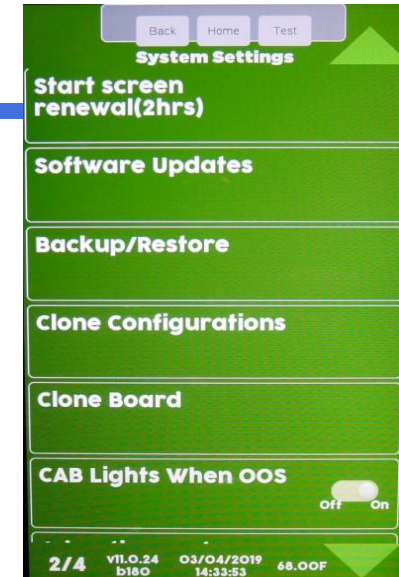 Back Home Test
System Settings
Start screen
renewal(2hrs)
Software Updates
Backup/Restore
Clone Configurations
Clone Board
CAB Lights When OOS
Off On
2/4 V11.0.24 03/04/2019 68.00F
b180 14:33:53